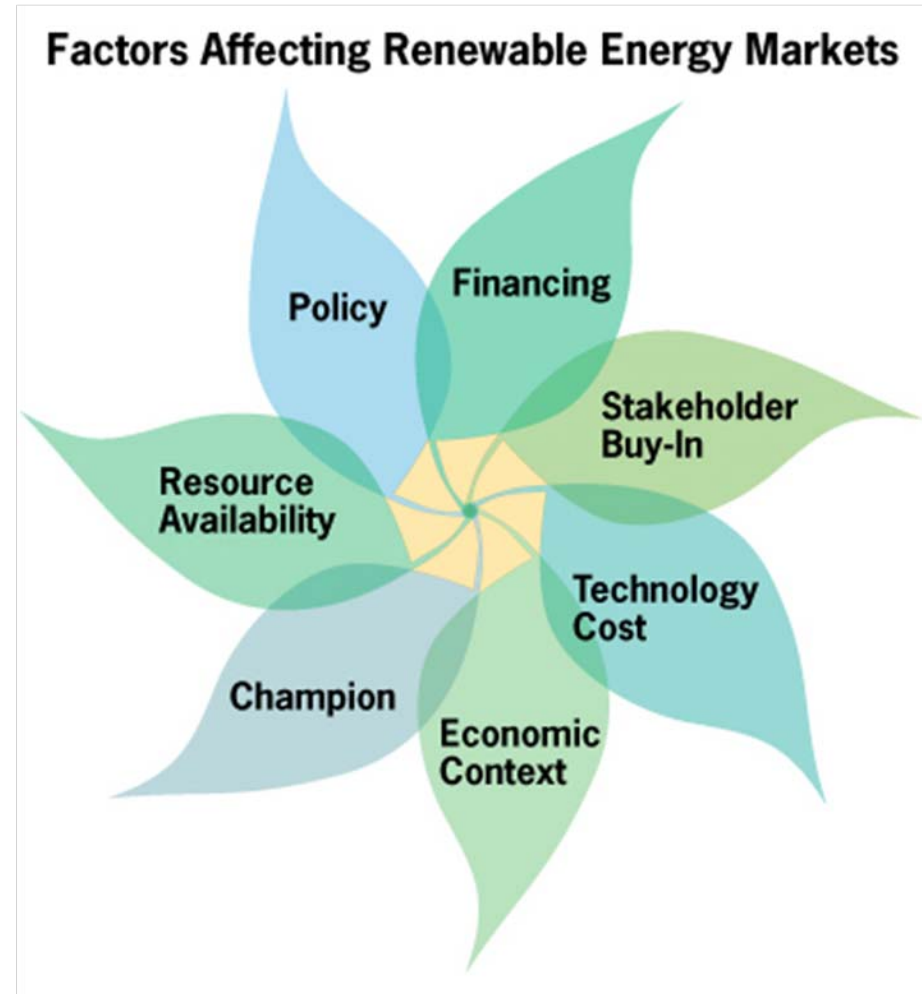 Factors Affecting Renewable Energy Markets
Policy
Financing
Stakeholder
Buy-In
Resource
Availability
Technology
Cost
Champion
Economic
Context